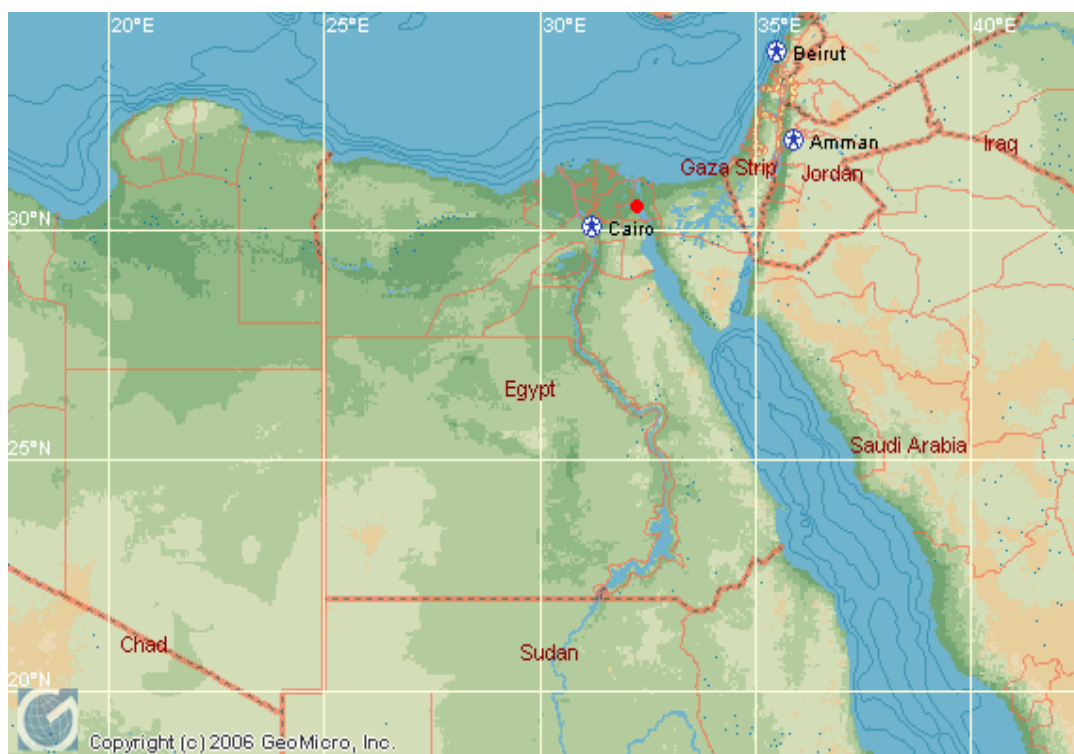 20°E
25°E
30°E
35°E
40°E
Beirut
Amman
Iraq
Gaza Strip
Jordan
30°N
Cairo
Egypt
25°N
Saudi Arabia
Chad
Sudan
20°N
Copyright (c) 2006 GeoMicro, Inc.